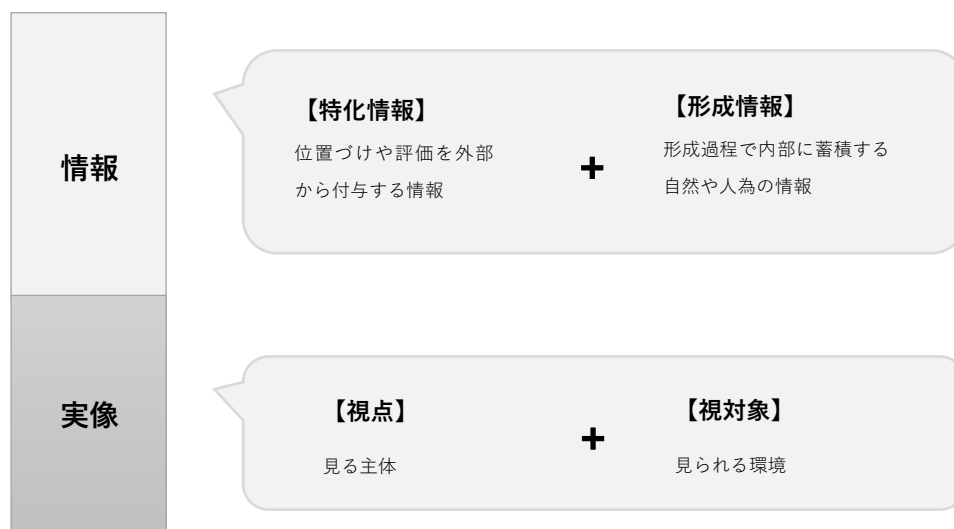 情報
【特化情報】
位置づけや評価を外部
から付与する情報
+
【形成情報】
形成過程で内部に蓄積する
自然や人為の情報
実像
【視点】
見る主体
+
【視対象】
見られる環境